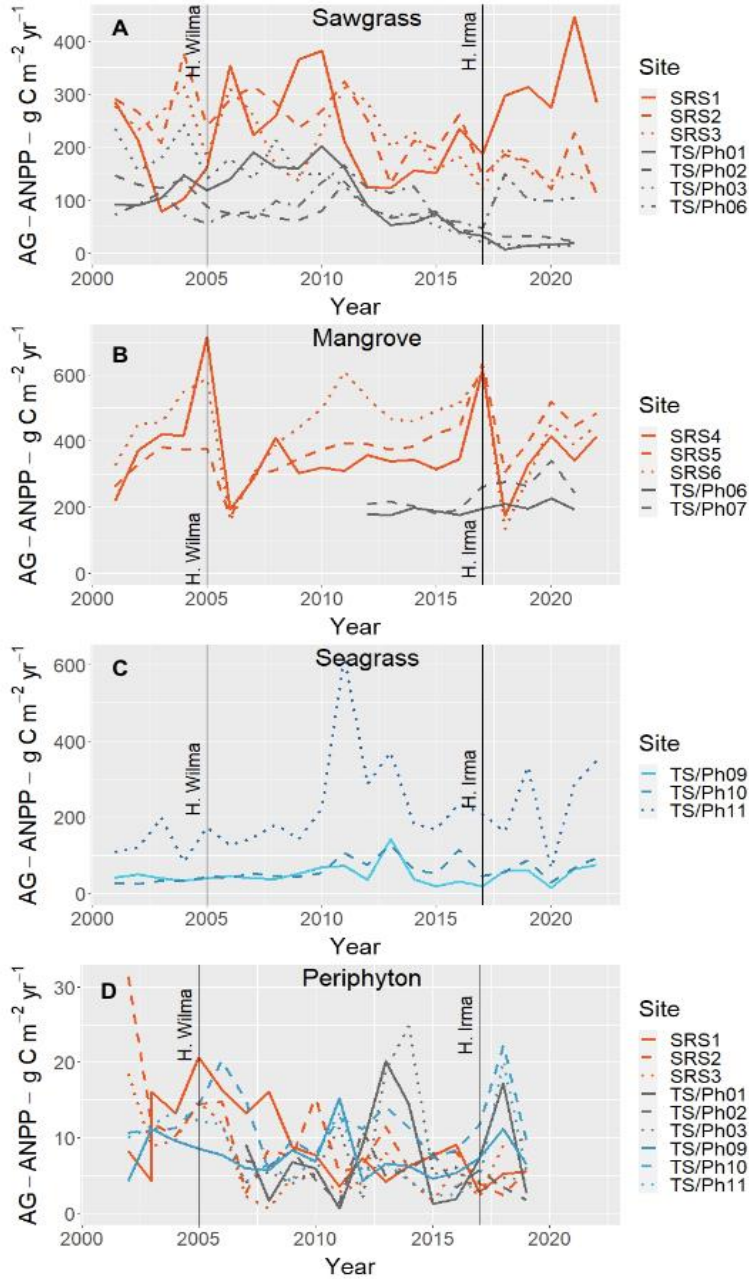 A Sawgrass
AG – ANPP – g C m⁻² yr⁻¹
400
300
200
100
0
H. Wilma
H. Irma
2000 2005 2010 2015 2020
Year
Site
SRS1
SRS2
SRS3
TS/Ph01
TS/Ph02
TS/Ph03
TS/Ph06
B Mangrove
AG – ANPP – g C m⁻² yr⁻¹
600
400
200
0
H. Wilma
H. Irma
2000 2005 2010 2015 2020
Year
Site
SRS4
SRS5
SRS6
TS/Ph06
TS/Ph07
C Seagrass
AG – ANPP – g C m⁻² yr⁻¹
600
400
200
0
H. Wilma
H. Irma
2000 2005 2010 2015 2020
Year
Site
TS/Ph09
TS/Ph10
TS/Ph11
D Periphyton
AG – ANPP – g C m⁻² yr⁻¹
30
20
10
0
H. Wilma
H. Irma
2000 2005 2010 2015 2020
Year
Site
SRS1
SRS2
SRS3
TS/Ph01
TS/Ph02
TS/Ph03
TS/Ph09
TS/Ph10
TS/Ph11